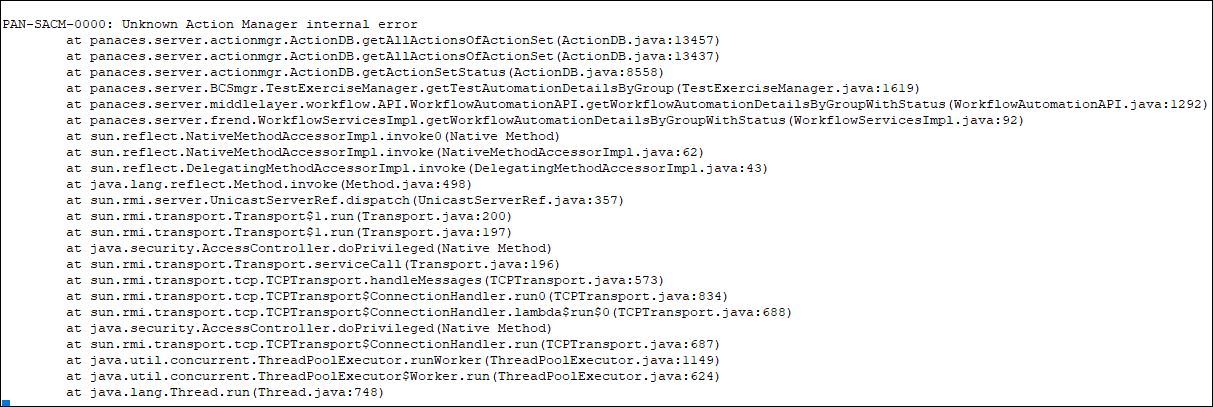 PAN-SACM-0000: Unknown Action Manager internal error
at panaces.server.actionmgr.ActionDB.getAllActionsOfActionSet(ActionDB.java:13457)
at panaces.server.actionmgr.ActionDB.getAllActionsOfActionSet(ActionDB.java:13437)
at panaces.server.actionmgr.ActionDB.getActionSetStatus(ActionDB.java:8558)
at panaces.server.BCSmgr.TestExerciseManager.getTestAutomationDetailsByGroup(TestExerciseManager.java:1619)
at panaces.server.middlelayer.workflow.API.WorkflowAutomationAPI.getWorkflowAutomationDetailsByGroupWithStatus(WorkflowAutomationAPI.java:1292)
at panaces.server.frend.WorkflowServicesImpl.getWorkflowAutomationDetailsByGroupWithStatus(WorkflowServicesImpl.java:92)
at sun.reflect.NativeMethodAccessorImpl.invoke0(Native Method)
at sun.reflect.NativeMethodAccessorImpl.invoke(NativeMethodAccessorImpl.java:62)
at sun.reflect.DelegatingMethodAccessorImpl.invoke(DelegatingMethodAccessorImpl.java:43)
at java.lang.reflect.Method.invoke(Method.java:498)
at sun.rmi.server.UnicastServerRef.dispatch(UnicastServerRef.java:357)
at sun.rmi.transport.Transport$1.run(Transport.java:200)
at sun.rmi.transport.Transport$1.run(Transport.java:197)
at java.security.AccessController.doPrivileged(Native Method)
at sun.rmi.transport.Transport.serviceCall(Transport.java:196)
at sun.rmi.transport.tcp.TCPTransport.handleMessages(TCPTransport.java:573)
at sun.rmi.transport.tcp.TCPTransport$ConnectionHandler.run0(TCPTransport.java:834)
at sun.rmi.transport.tcp.TCPTransport$ConnectionHandler.lambda$run$0(TCPTransport.java:688)
at java.security.AccessController.doPrivileged(Native Method)
at sun.rmi.transport.tcp.TCPTransport$ConnectionHandler.run(TCPTransport.java:687)
at java.util.concurrent.ThreadPoolExecutor.runWorker(ThreadPoolExecutor.java:1149)
at java.util.concurrent.ThreadPoolExecutor$Worker.run(ThreadPoolExecutor.java:624)
at java.lang.Thread.run(Thread.java:748)